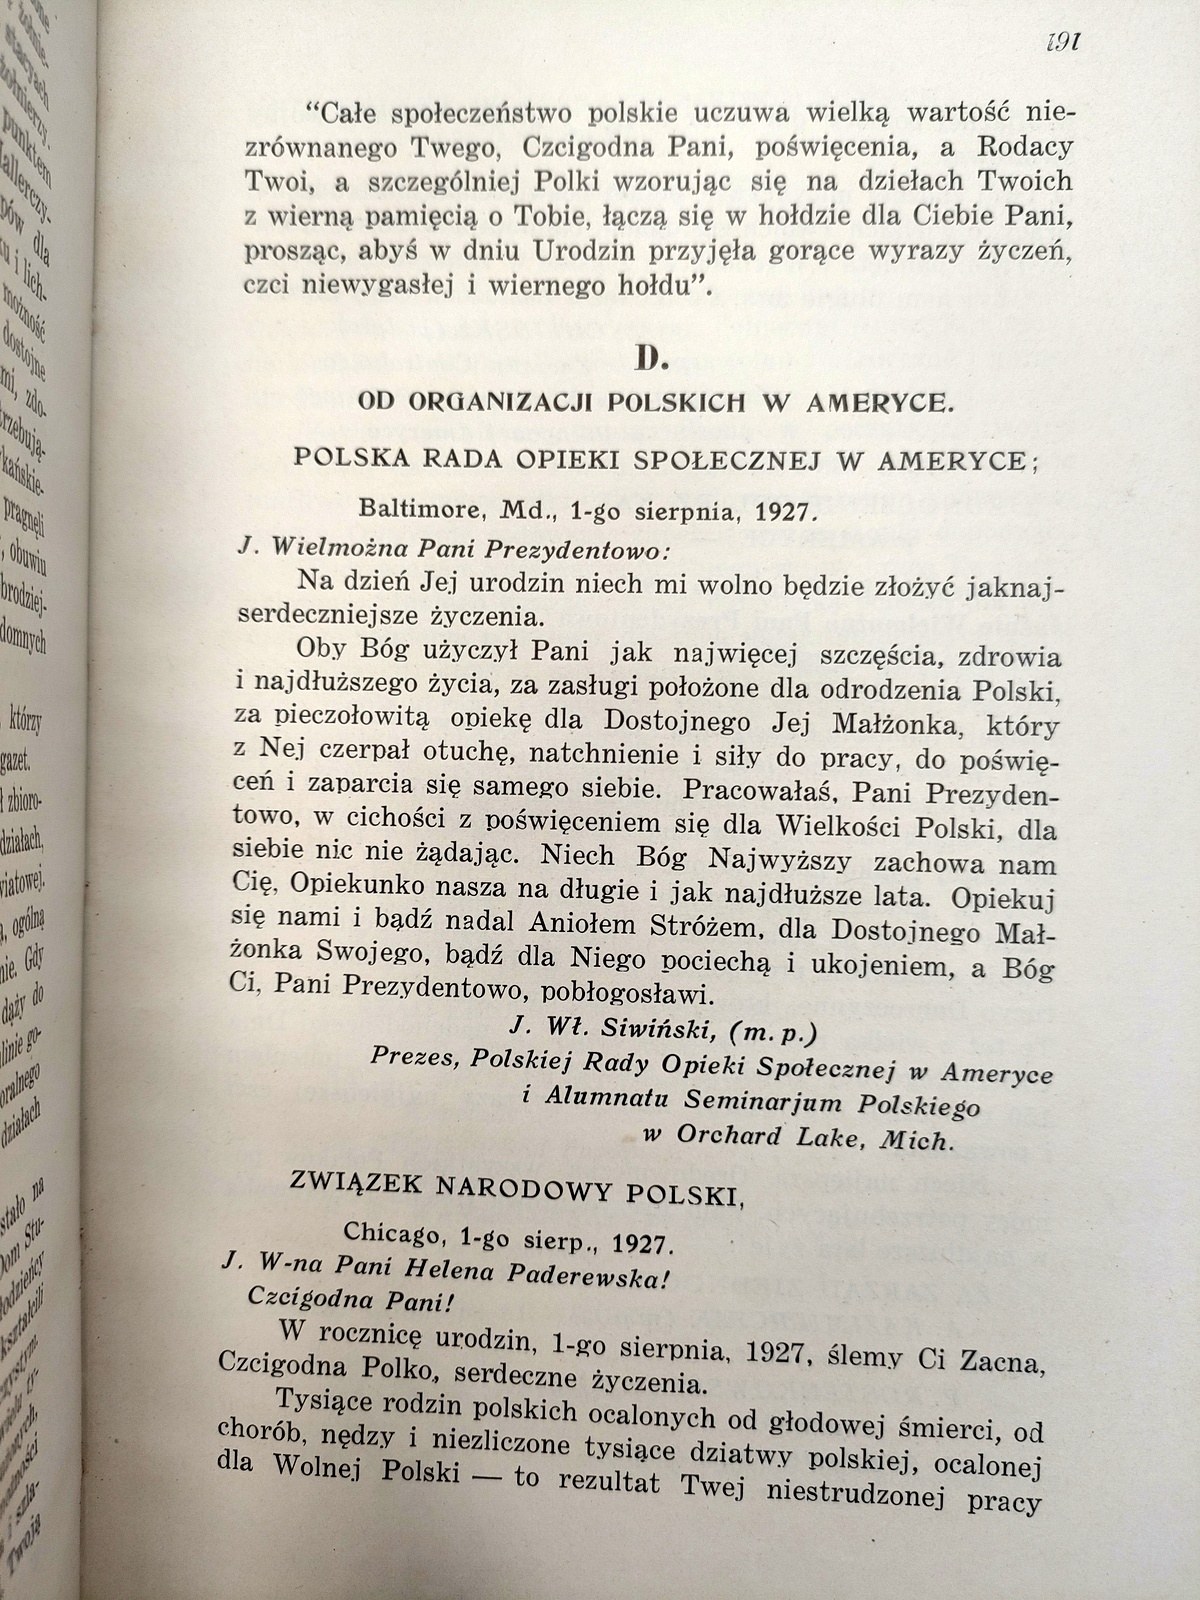 191
“Całe społeczeństwo polskie uczuwa wielką wartość nie-
zrównanego Twego, Czcigodna Pani, poświęcenia, a Rodacy
Twoi, a szczególniej Polki wzorując się na dziełach Twoich
z wierną pamięcią o Tobie, łączą się w hołdzie dla Ciebie Pani,
prosząc, abyś w dniu Urodzin przyjęła gorące wyrazy życzeń,
czci niewygasłej i wiernego hołdu”.
D.
OD ORGANIZACJI POLSKICH W AMERYCE.
POLSKA RADA OPIEKI SPOŁECZNEJ W AMERYCE;
Baltimore, Md., 1-go sierpnia, 1927.
J. Wielmożna Pani Prezydentowo:
Na dzień Jej urodzin niech mi wolno będzie złożyć jaknaj-
serdeczniejsze życzenia.
Oby Bóg użyczył Pani jak najwięcej szczęścia, zdrowia
i najdłuższego życia, za zasługi położone dla odrodzenia Polski,
za pieczołowitą opiekę dla Dostojnego Jej Małżonka, który
z Nej czerpał otuchę, natchnienie i siły do pracy, do poświę-
ceń i zaparcia się samego siebie. Pracowałaś, Pani Prezyden-
towo, w cichości z poświęceniem się dla Wielkości Polski, dla
siebie nic nie żądając. Niech Bóg Najwyższy zachowa nam
Cię, Opiekunko nasza na długie i jak najdłuższe lata. Opiekuj
się nami i bądź nadal Aniołem Stróżem, dla Dostojnego Mał-
żonka Swojego, bądź dla Niego pociechą i ukojeniem, a Bóg
Ci, Pani Prezydentowo, pobłogosławi.
J. Wł. Siwiński, (m. p.)
Prezes, Polskiej Rady Opieki Społecznej w Ameryce
i Alumnatu Seminarjum Polskiego
w Orchard Lake, Mich.
ZWIĄZEK NARODOWY POLSKI,
Chicago, 1-go sierp., 1927.
J. W-na Pani Helena Paderewska!
Czcigodna Pani!
W rocznicę urodzin, 1-go sierpnia, 1927, ślemy Ci Zacna,
Czcigodna Polko, serdeczne życzenia.
Tysiące rodzin polskich ocalonych od głodowej śmierci, od
chorób, nędzy i niezliczone tysiące dziatwy polskiej, ocalonej
dla Wolnej Polski — to rezultat Twej niestrudzonej pracy